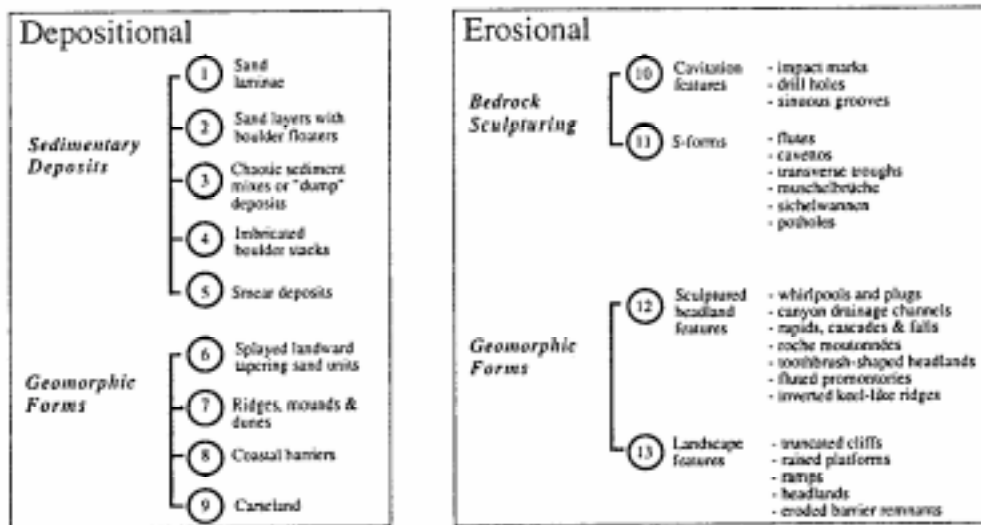 Depositional
Sedimentary
Deposits
1 Sand
laminae
2 Sand layers with
boulder floaters
3 Chaotic sediment
mixes or "dump"
deposits
4 Imbricated
boulder stacks
5 Smear deposits
Geomorphic
Forms
6 Splayed landward
tapering sand units
7 Ridges, mounds &
dunes
8 Coastal barriers
9 Carseland
Erosional
Bedrock
Sculpturing
10 Cavitation
features
- impact marks
- drill holes
- sinuous grooves
11 S-forms
- flutes
- cavettos
- transverse troughs
- muschelbrüche
- sichelwannen
- potholes
Geomorphic
Forms
12 Sculptured
headland
features
- whirlpools and plugs
- canyon drainage channels
- rapids, cascades & falls
- roche moutonnées
- toothbrush-shaped headlands
- fluted promontories
- inverted keel-like ridges
13 Landscape
features
- truncated cliffs
- raised platforms
- ramps
- headlands
- eroded barrier remnants